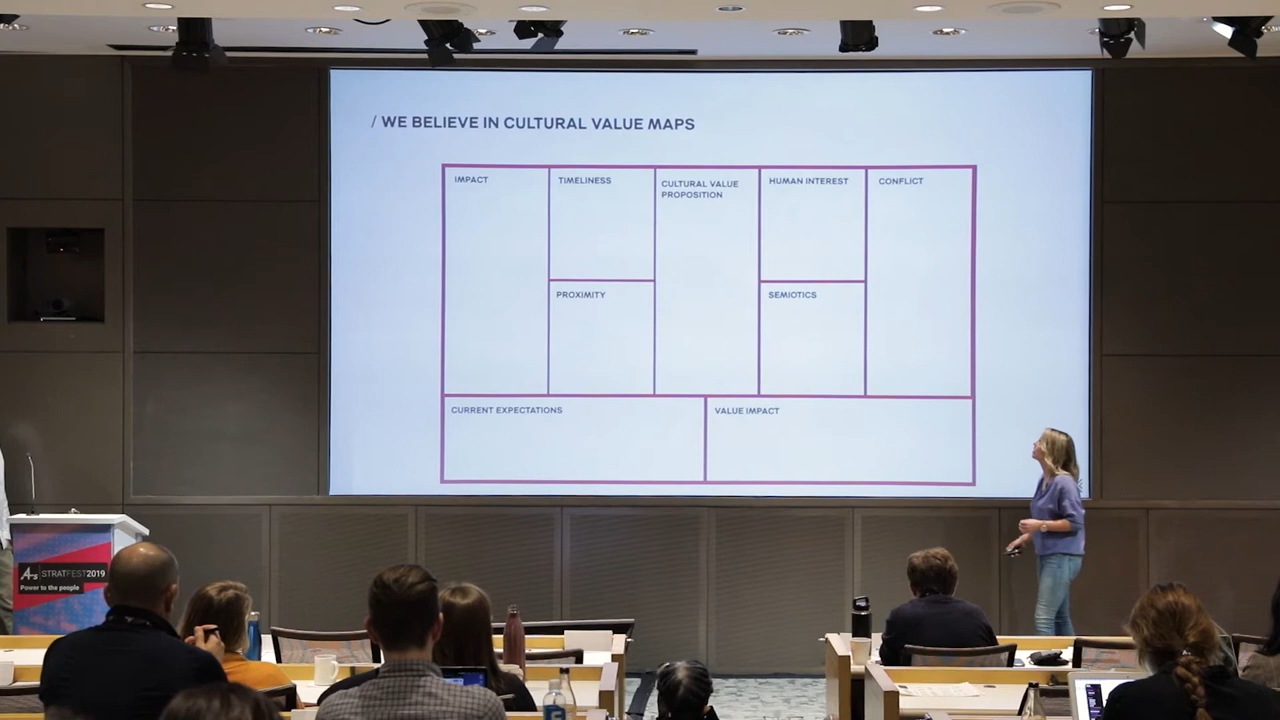 / WE BELIEVE IN CULTURAL VALUE MAPS
IMPACT
TIMELINESS
CULTURAL VALUE
PROPOSITION
HUMAN INTEREST
CONFLICT
PROXIMITY
SEMIOTICS
CURRENT EXPECTATIONS
VALUE IMPACT
4A's STRATFEST2019
Power to the people